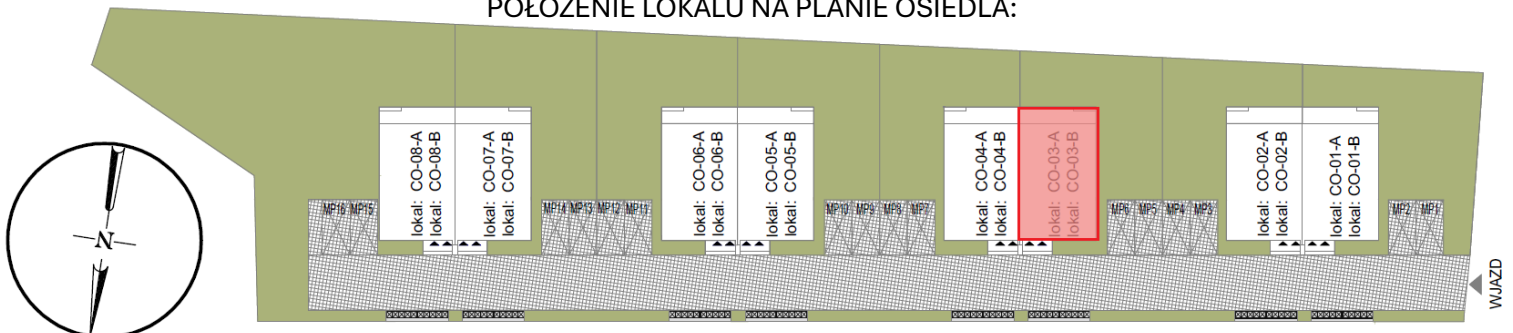 POŁOŻENIE LOKALU NA PLANIE OSIEDLA:
lokal: CO-08-A
lokal: CO-08-B
lokal: CO-07-A
lokal: CO-07-B
lokal: CO-06-A
lokal: CO-06-B
lokal: CO-05-A
lokal: CO-05-B
lokal: CO-04-A
lokal: CO-04-B
lokal: CO-03-A
lokal: CO-03-B
lokal: CO-02-A
lokal: CO-02-B
lokal: CO-01-A
lokal: CO-01-B
MP16 MP15
MP14 MP13 MP12 MP11
MP10 MP9 MP8 MP7
MP6 MP5 MP4 MP3
MP2 MP1
N
WJAZD